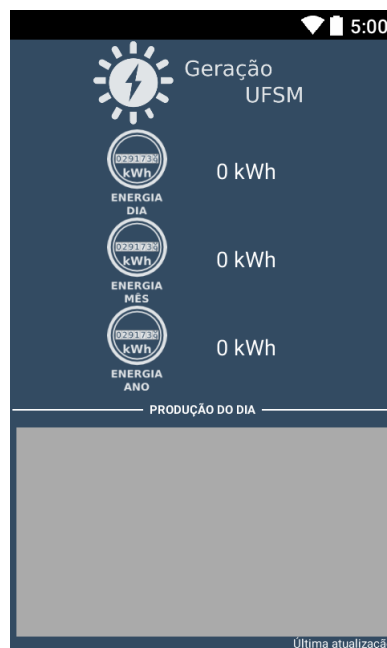 5:00
Geração
UFSM
kWh
ENERGIA
DIA
0 kWh
kWh
ENERGIA
MÊS
0 kWh
kWh
ENERGIA
ANO
0 kWh
PRODUÇÃO DO DIA
Última